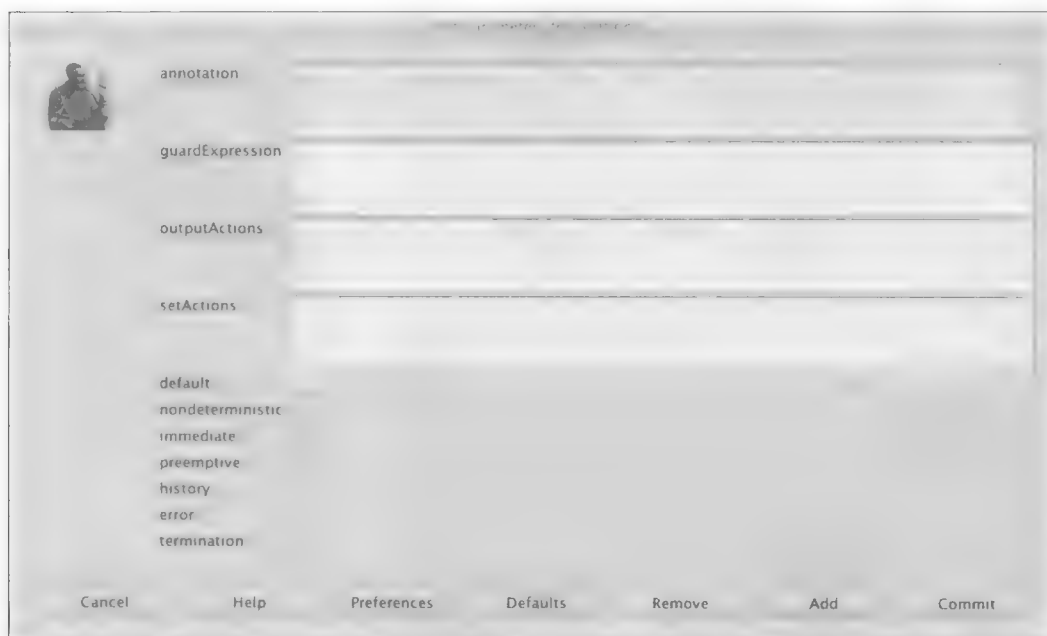 annotation
guardExpression
outputActions
setActions
default
nondeterministic
immediate
preemptive
history
error
termination
Cancel Help Preferences Defaults Remove Add Commit